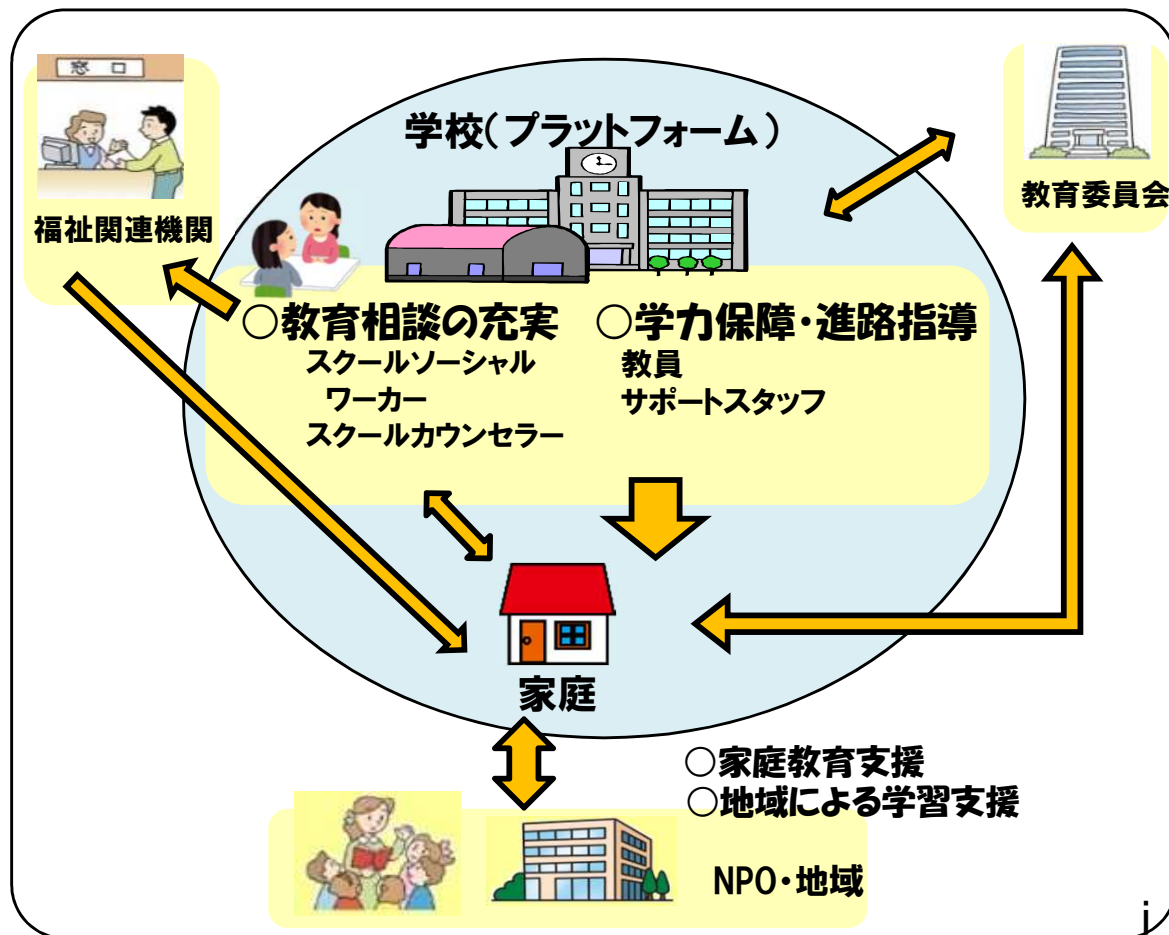 窓口
福祉関連機関
学校(プラットフォーム)
教育委員会
○教育相談の充実
スクールソーシャル
ワーカー
スクールカウンセラー
○学力保障・進路指導
教員
サポートスタッフ
家庭
○家庭教育支援
○地域による学習支援
NPO・地域
j